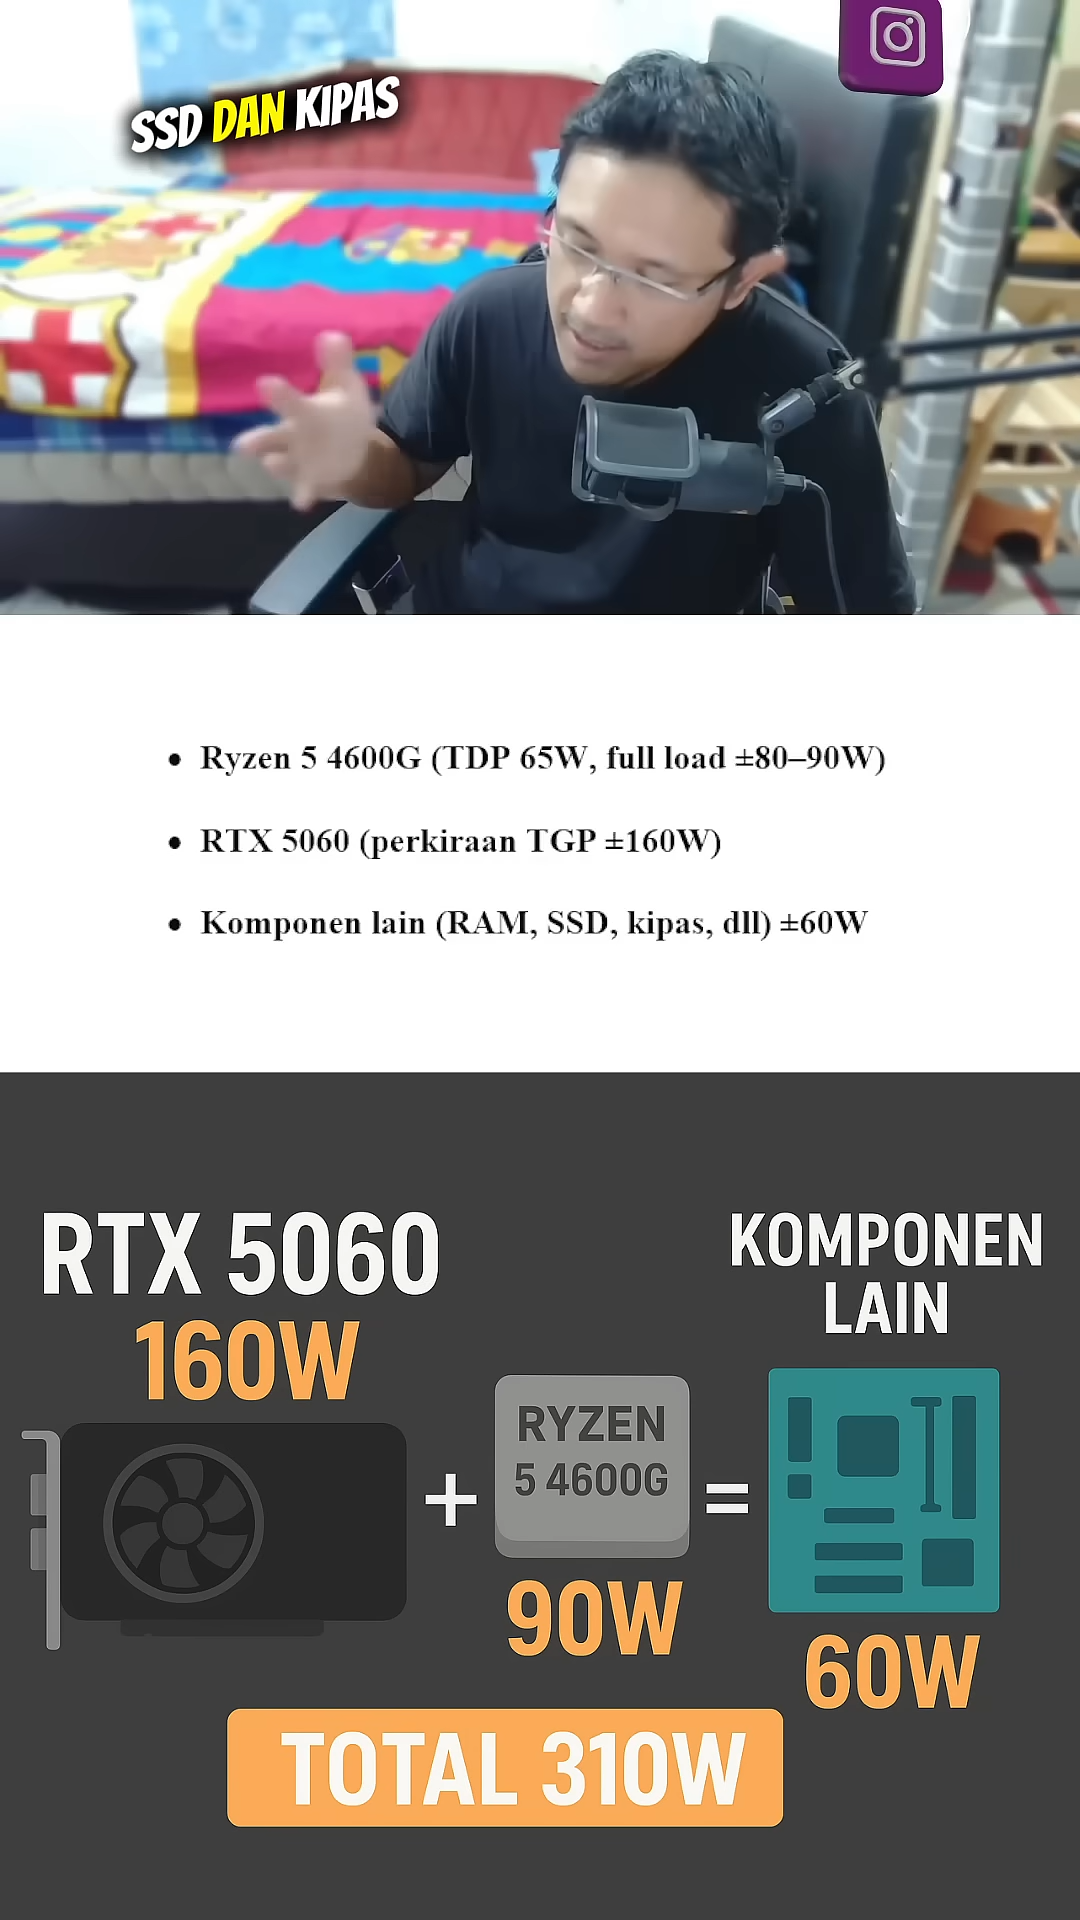 SSD DAN KIPAS
• Ryzen 5 4600G (TDP 65W, full load ±80–90W)
• RTX 5060 (perkiraan TGP ±160W)
• Komponen lain (RAM, SSD, kipas, dll) ±60W
RTX 5060
160W
+
RYZEN
5 4600G
90W
=
KOMPONEN
LAIN
60W
TOTAL 310W